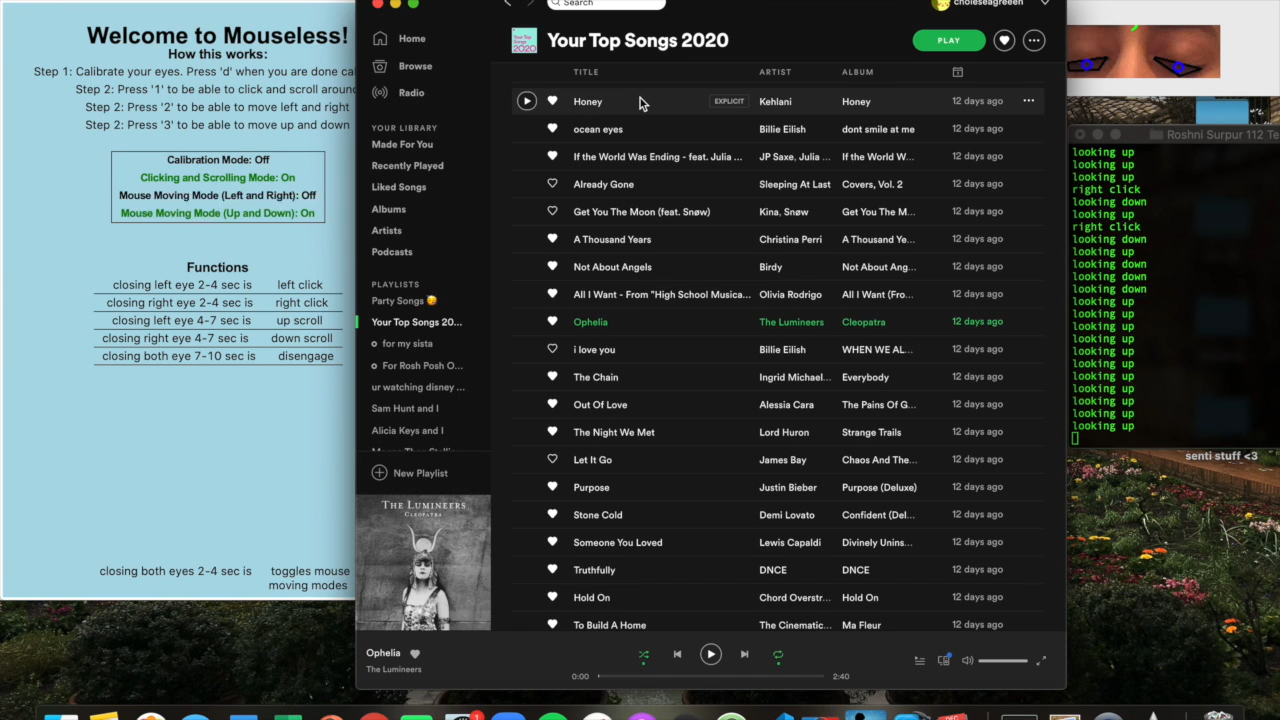 Welcome to Mouseless!
How this works:
Step 1: Calibrate your eyes. Press 'd' when you are done cal
Step 2: Press '1' to be able to click and scroll around
Step 2: Press '2' to be able to move left and right
Step 2: Press '3' to be able to move up and down
Calibration Mode: Off
Clicking and Scrolling Mode: On
Mouse Moving Mode (Left and Right): Off
Mouse Moving Mode (Up and Down): On
Functions
closing left eye 2-4 sec is left click
closing right eye 2-4 sec is right click
closing left eye 4-7 sec is up scroll
closing right eye 4-7 sec is down scroll
closing both eye 7-10 sec is disengage
closing both eyes 2-4 sec is toggles mouse
moving modes
Search
Home
Browse
Radio
YOUR LIBRARY
Made For You
Recently Played
Liked Songs
Albums
Artists
Podcasts
PLAYLISTS
Party Songs 🥳
Your Top Songs 20...
for my sista
For Rosh Posh O...
ur watching disney ...
Sam Hunt and I
Alicia Keys and I
New Playlist
THE LUMINEERS
CLEOPATRA
Your Top Songs 2020
PLAY
TITLE ARTIST ALBUM
Honey EXPLICIT Kehlani Honey 12 days ago
ocean eyes Billie Eilish dont smile at me 12 days ago
If the World Was Ending - feat. Julia ... JP Saxe, Julia ... If the World W... 12 days ago
Already Gone Sleeping At Last Covers, Vol. 2 12 days ago
Get You The Moon (feat. Snøw) Kina, Snøw Get You The M... 12 days ago
A Thousand Years Christina Perri A Thousand Ye... 12 days ago
Not About Angels Birdy Not About Ang... 12 days ago
All I Want - From "High School Musica... Olivia Rodrigo All I Want (Fro... 12 days ago
Ophelia The Lumineers Cleopatra 12 days ago
i love you Billie Eilish WHEN WE AL... 12 days ago
The Chain Ingrid Michael... Everybody 12 days ago
Out Of Love Alessia Cara The Pains Of G... 12 days ago
The Night We Met Lord Huron Strange Trails 12 days ago
Let It Go James Bay Chaos And The... 12 days ago
Purpose Justin Bieber Purpose (Deluxe) 12 days ago
Stone Cold Demi Lovato Confident (Del... 12 days ago
Someone You Loved Lewis Capaldi Divinely Unins... 12 days ago
Truthfully DNCE DNCE 12 days ago
Hold On Chord Overstr... Hold On 12 days ago
To Build A Home The Cinematic... Ma Fleur 12 days ago
Ophelia
The Lumineers
0:00 2:40
Roshni Surpur 112 Te
looking up
looking up
looking up
right click
looking down
looking up
right click
looking down
looking up
looking down
looking down
looking down
looking up
looking up
looking up
looking up
looking up
looking up
looking up
looking up
looking up
looking up
looking up
senti stuff <3